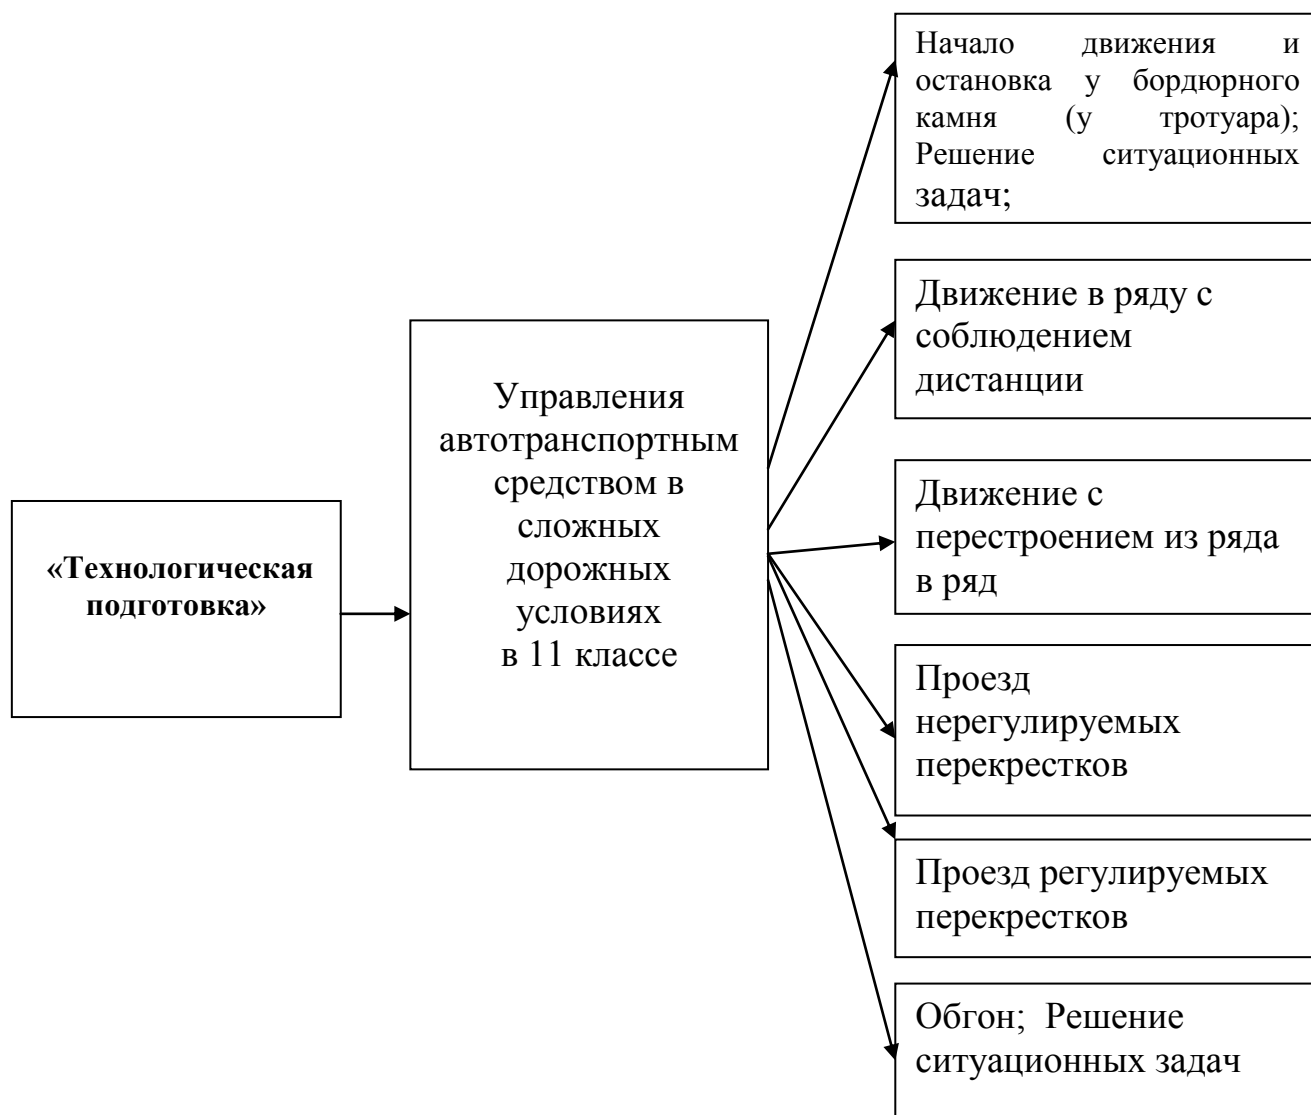 «Технологическая
подготовка»
Управления
автотранспортным
средством в
сложных
дорожных
условиях
в 11 классе
Начало движения и
остановка у бордюрного
камня (у тротуара);
Решение ситуационных
задач;
Движение в ряду с
соблюдением
дистанции
Движение с
перестроением из ряда
в ряд
Проезд
нерегулируемых
перекрестков
Проезд регулируемых
перекрестков
Обгон; Решение
ситуационных задач